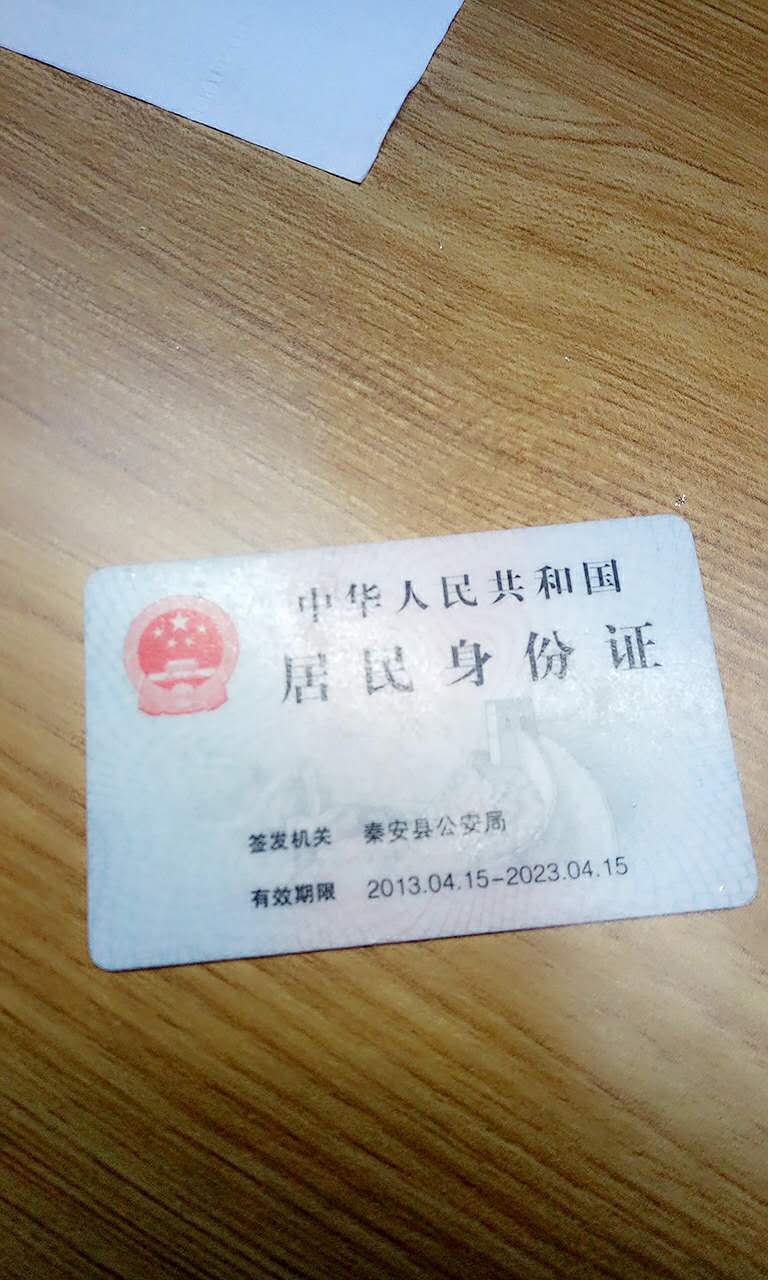 中华人民共和国
居民身份证
签发机关 秦安县公安局
有效期限 2013.04.15-2023.04.15